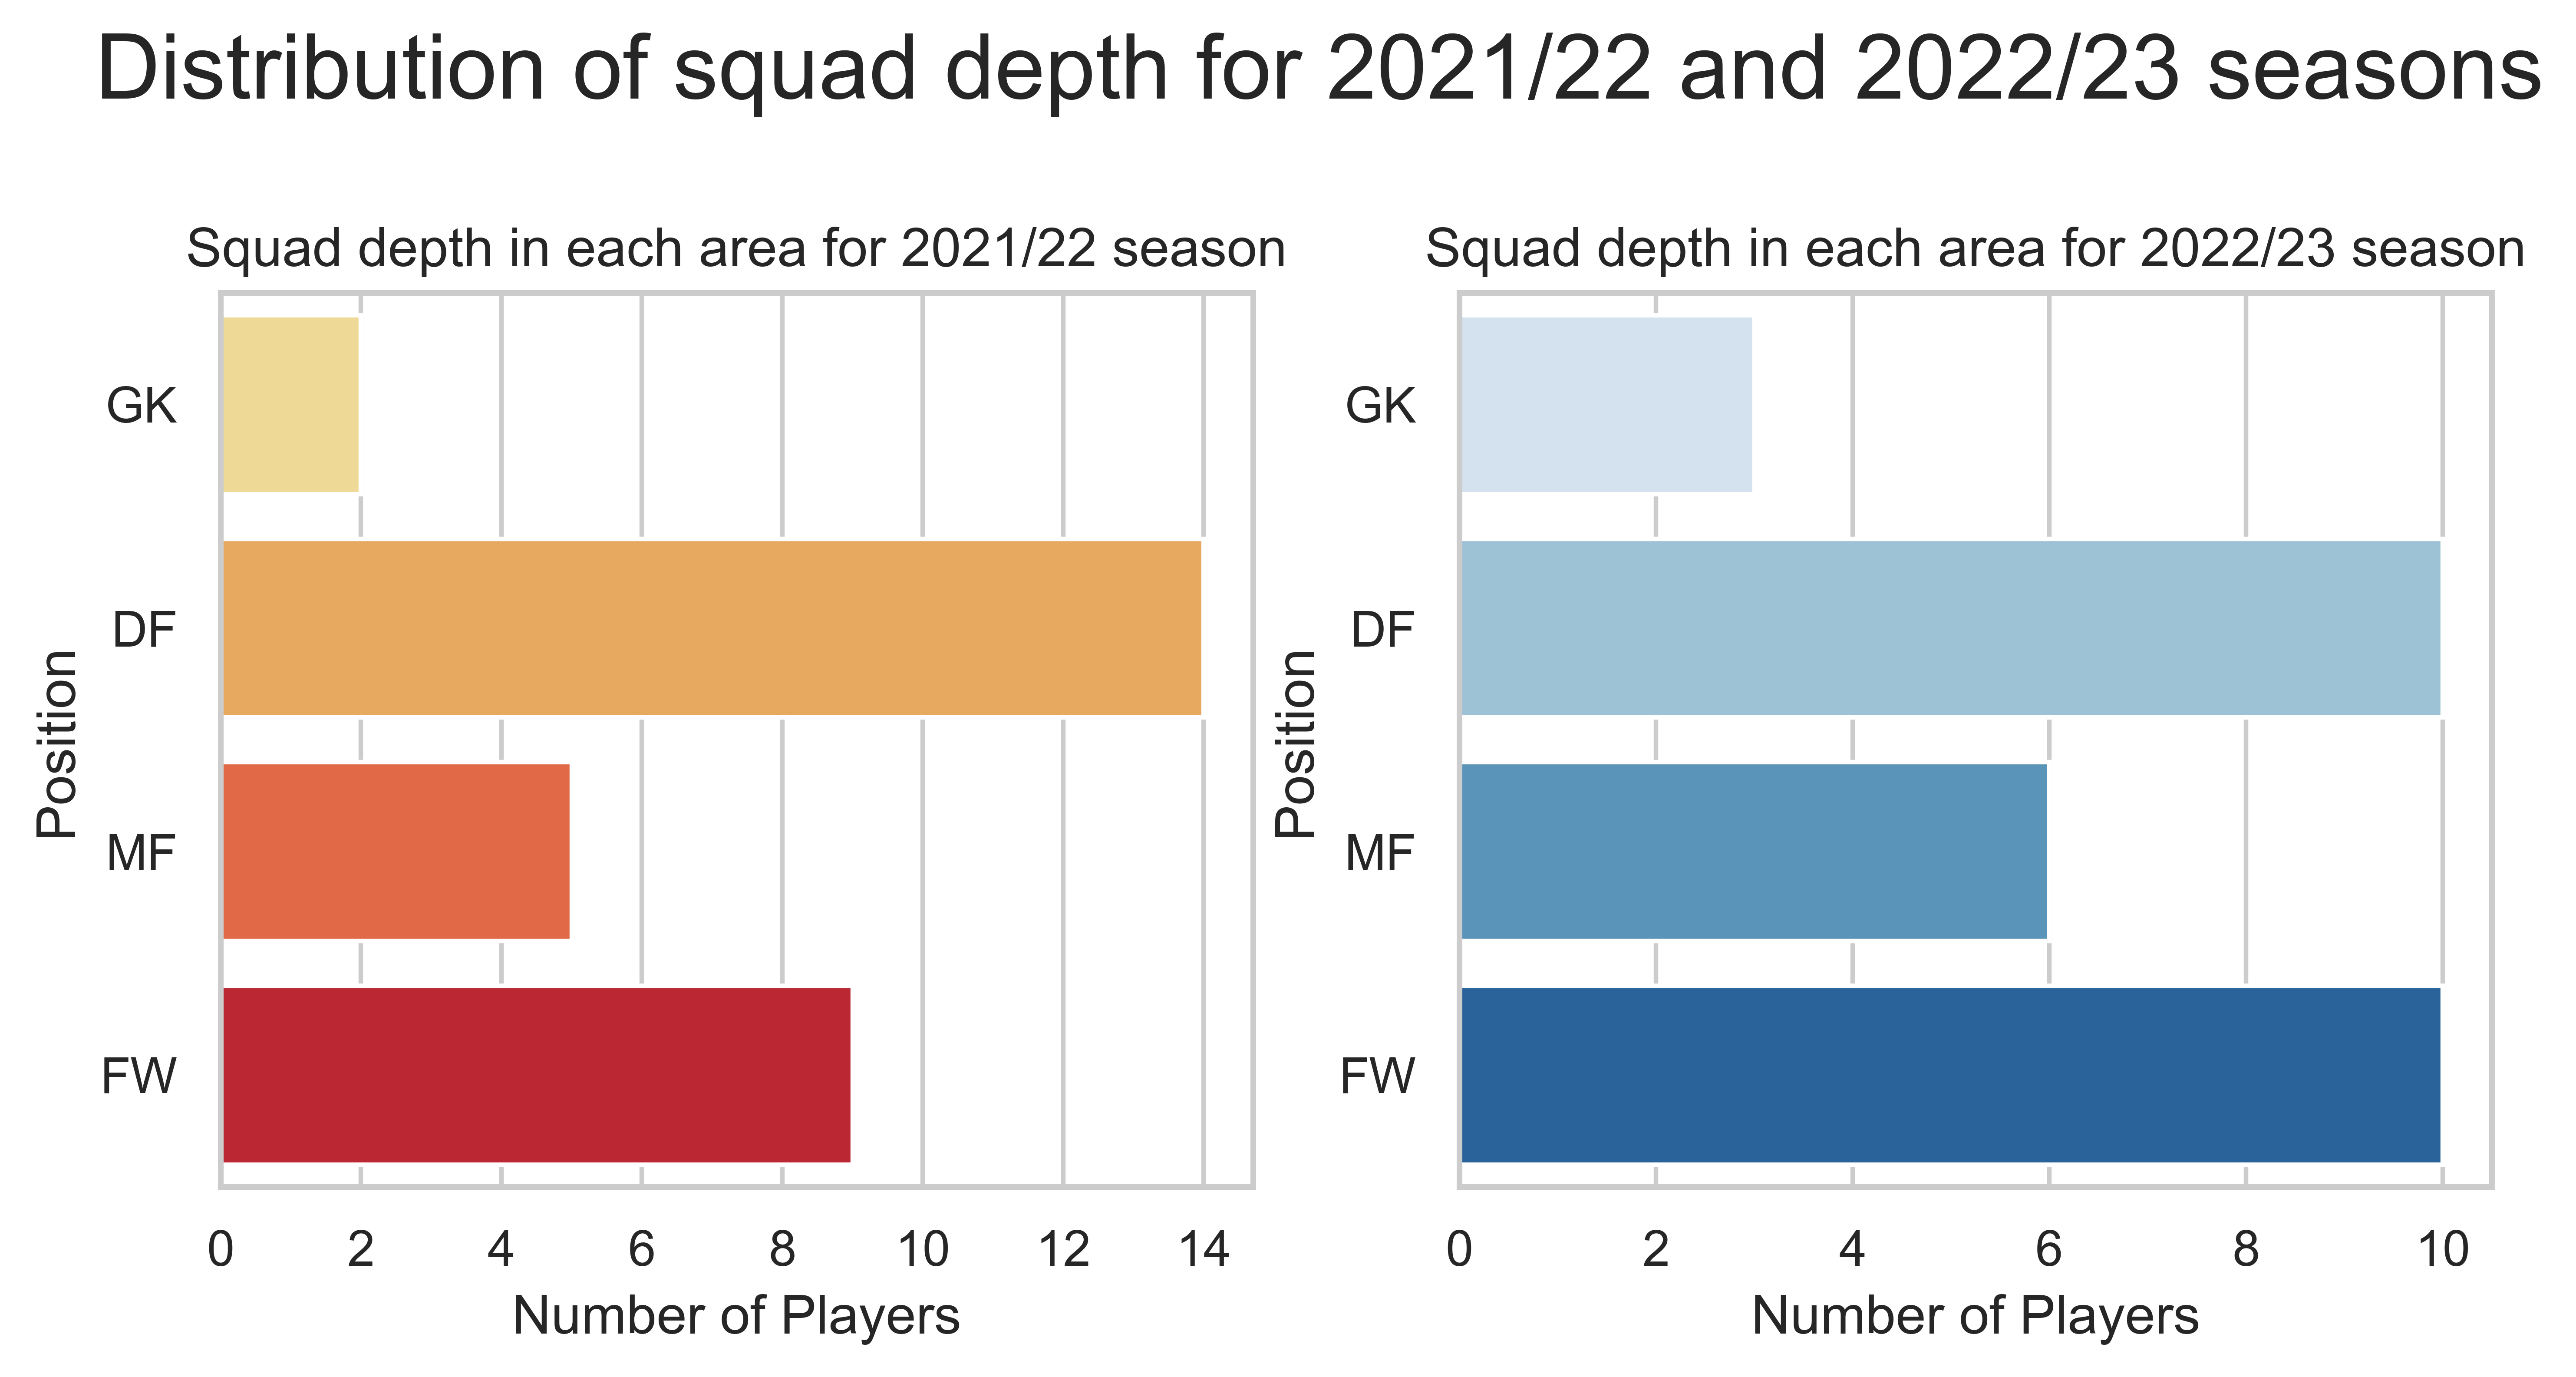 Distribution of squad depth for 2021/22 and 2022/23 seasons
Squad depth in each area for 2021/22 season
Position
GK
DF
MF
FW
0 2 4 6 8 10 12 14
Number of Players
Squad depth in each area for 2022/23 season
Position
GK
DF
MF
FW
0 2 4 6 8 10
Number of Players